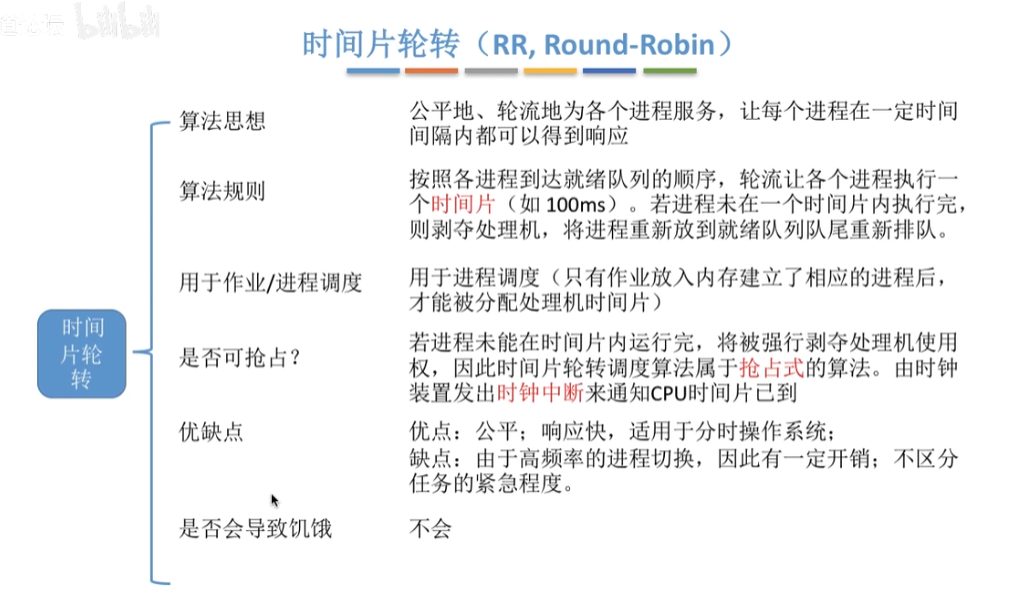 bilibili
时间片轮转（RR, Round-Robin）
算法思想
公平地、轮流地为各个进程服务，让每个进程在一定时间
间隔内都可以得到响应
算法规则
按照各进程到达就绪队列的顺序，轮流让各个进程执行一
个时间片（如 100ms）。若进程未在一个时间片内执行完，
则剥夺处理机，将进程重新放到就绪队列队尾重新排队。
用于作业/进程调度
用于进程调度（只有作业放入内存建立了相应的进程后，
才能被分配处理机时间片）
时间
片轮
转
是否可抢占？
若进程未能在时间片内运行完，将被强行剥夺处理机使用
权，因此时间片轮转调度算法属于抢占式的算法。由时钟
装置发出时钟中断来通知CPU时间片已到
优缺点
优点：公平；响应快，适用于分时操作系统；
缺点：由于高频率的进程切换，因此有一定开销；不区分
任务的紧急程度。
是否会导致饥饿
不会